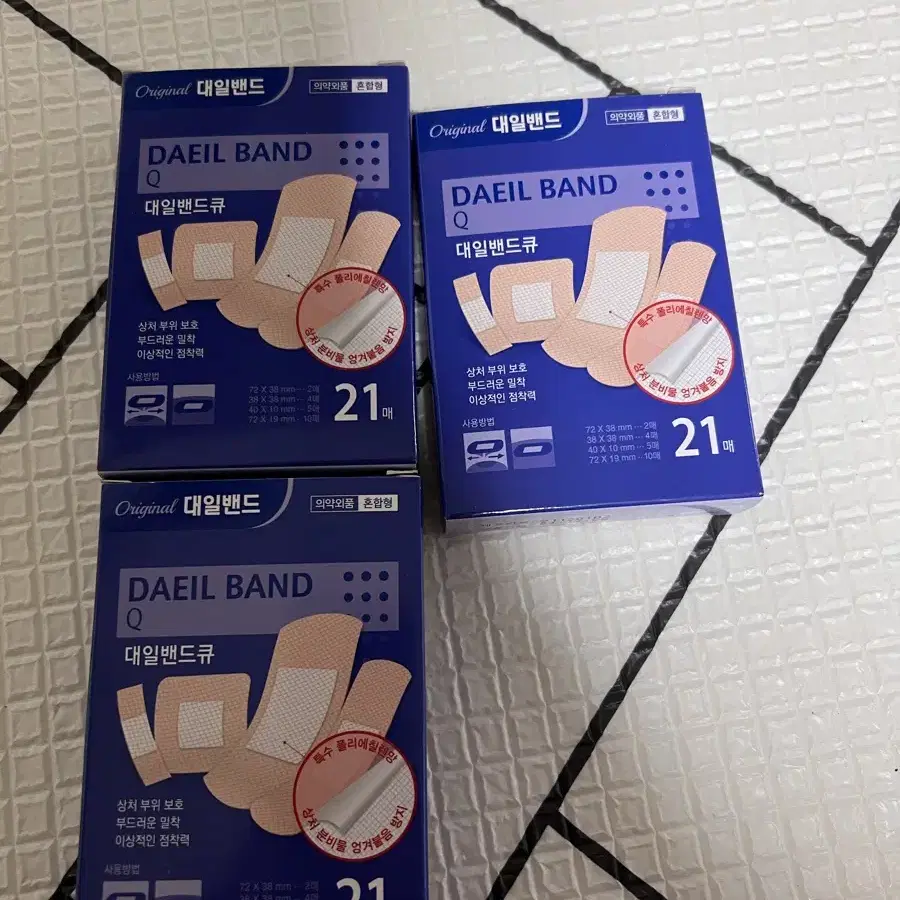 Original 대일밴드
의약외품 혼합형
DAEIL BAND
Q
대일밴드큐
특수 폴리에칠렌망
상처 분비물 엉겨붙음 방지
상처 부위 보호
부드러운 밀착
이상적인 점착력
사용방법
72 X 38 mm ··· 2매
38 X 38 mm ··· 4매
40 X 10 mm ··· 5매
72 X 19 mm ·· 10매
21매
Original 대일밴드
의약외품 혼합형
DAEIL BAND
Q
대일밴드큐
특수 폴리에칠렌망
상처 분비물 엉겨붙음 방지
상처 부위 보호
부드러운 밀착
이상적인 점착력
사용방법
72 X 38 mm ··· 2매
38 X 38 mm ··· 4매
40 X 10 mm ··· 5매
72 X 19 mm ·· 10매
21매
Original 대일밴드
의약외품 혼합형
DAEIL BAND
Q
대일밴드큐
특수 폴리에칠렌망
상처 분비물 엉겨붙음 방지
상처 부위 보호
부드러운 밀착
이상적인 점착력
사용방법
72 X 38 mm ··· 2매
38 X 38 mm ··· 4매
21매